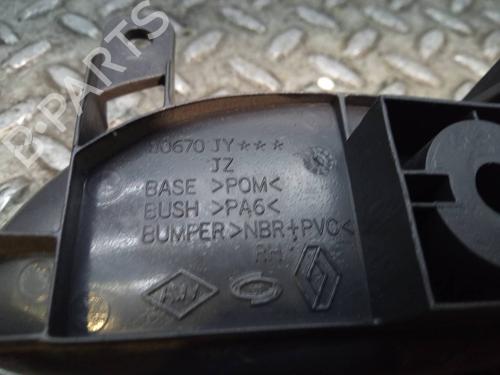 B-PARTS
80670 JY***
JZ
BASE >POM<
BUSH >PA6<
BUMPER>NBR+PVC<
RH